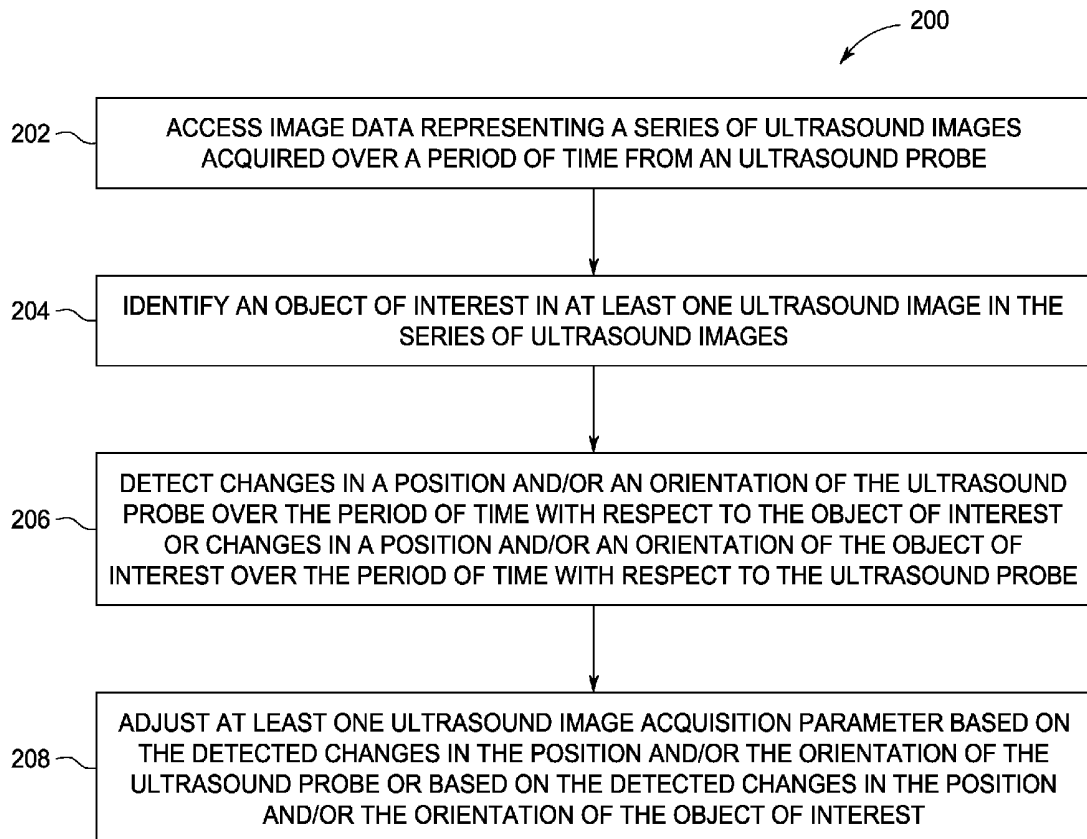 200
202
ACCESS IMAGE DATA REPRESENTING A SERIES OF ULTRASOUND IMAGES
ACQUIRED OVER A PERIOD OF TIME FROM AN ULTRASOUND PROBE
204
IDENTIFY AN OBJECT OF INTEREST IN AT LEAST ONE ULTRASOUND IMAGE IN THE
SERIES OF ULTRASOUND IMAGES
206
DETECT CHANGES IN A POSITION AND/OR AN ORIENTATION OF THE ULTRASOUND
PROBE OVER THE PERIOD OF TIME WITH RESPECT TO THE OBJECT OF INTEREST
OR CHANGES IN A POSITION AND/OR AN ORIENTATION OF THE OBJECT OF
INTEREST OVER THE PERIOD OF TIME WITH RESPECT TO THE ULTRASOUND PROBE
208
ADJUST AT LEAST ONE ULTRASOUND IMAGE ACQUISITION PARAMETER BASED ON
THE DETECTED CHANGES IN THE POSITION AND/OR THE ORIENTATION OF THE
ULTRASOUND PROBE OR BASED ON THE DETECTED CHANGES IN THE POSITION
AND/OR THE ORIENTATION OF THE OBJECT OF INTEREST